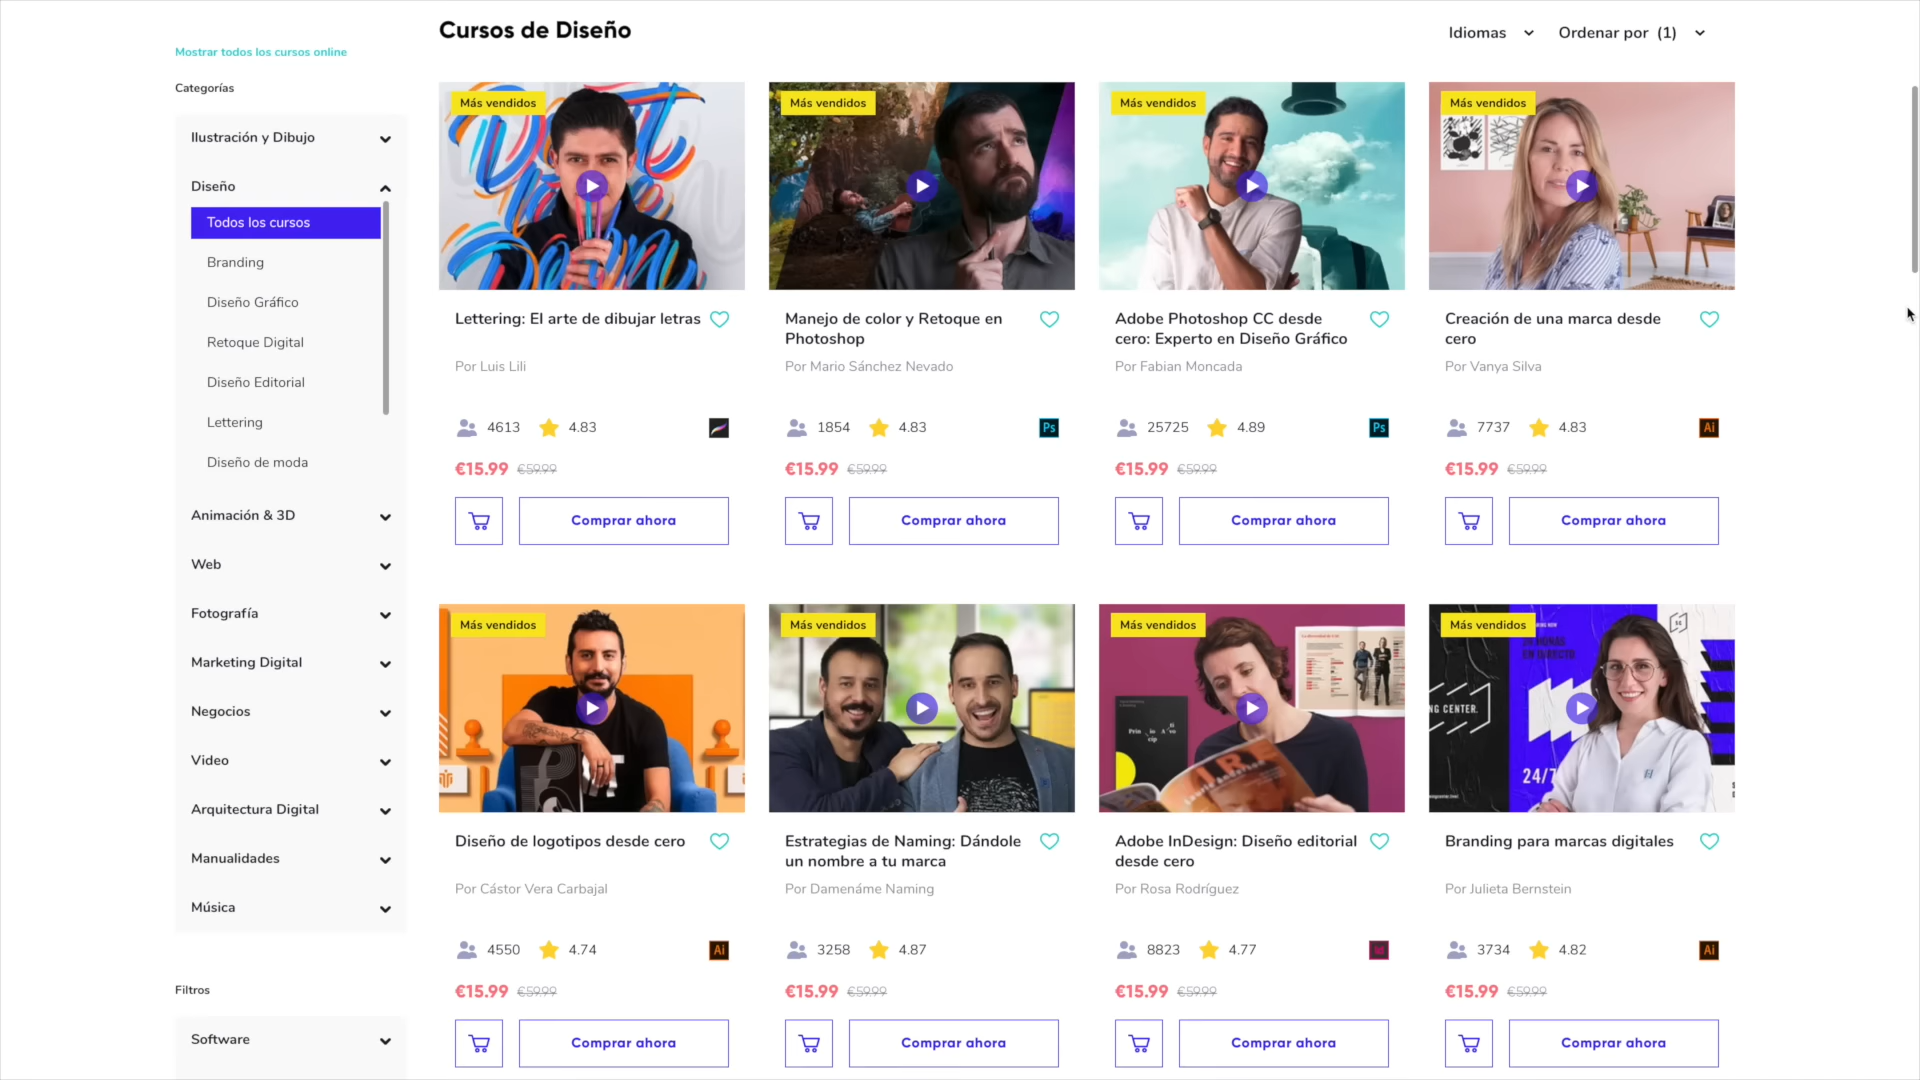 Cursos de Diseño
Idiomas
Ordenar por (1)
Mostrar todos los cursos online
Categorías
Ilustración y Dibujo
Diseño
Todos los cursos
Branding
Diseño Gráfico
Retoque Digital
Diseño Editorial
Lettering
Diseño de moda
Animación & 3D
Web
Fotografía
Marketing Digital
Negocios
Video
Arquitectura Digital
Manualidades
Música
Filtros
Software
Más vendidos
Lettering: El arte de dibujar letras
Por Luis Lili
4613 4.83
€15.99 €59.99
Comprar ahora
Más vendidos
Manejo de color y Retoque en
Photoshop
Por Mario Sánchez Nevado
1854 4.83 Ps
€15.99 €59.99
Comprar ahora
Más vendidos
Adobe Photoshop CC desde
cero: Experto en Diseño Gráfico
Por Fabian Moncada
25725 4.89 Ps
€15.99 €59.99
Comprar ahora
Más vendidos
Creación de una marca desde
cero
Por Vanya Silva
7737 4.83 Ai
€15.99 €59.99
Comprar ahora
Más vendidos
Diseño de logotipos desde cero
Por Cástor Vera Carbajal
4550 4.74 Ai
€15.99 €59.99
Comprar ahora
Más vendidos
Estrategias de Naming: Dándole
un nombre a tu marca
Por Damenáme Naming
3258 4.87
€15.99 €59.99
Comprar ahora
Más vendidos
Adobe InDesign: Diseño editorial
desde cero
Por Rosa Rodríguez
8823 4.77 Id
€15.99 €59.99
Comprar ahora
Más vendidos
NG CENTER.
24/7
Branding para marcas digitales
Por Julieta Bernstein
3734 4.82 Ai
€15.99 €59.99
Comprar ahora